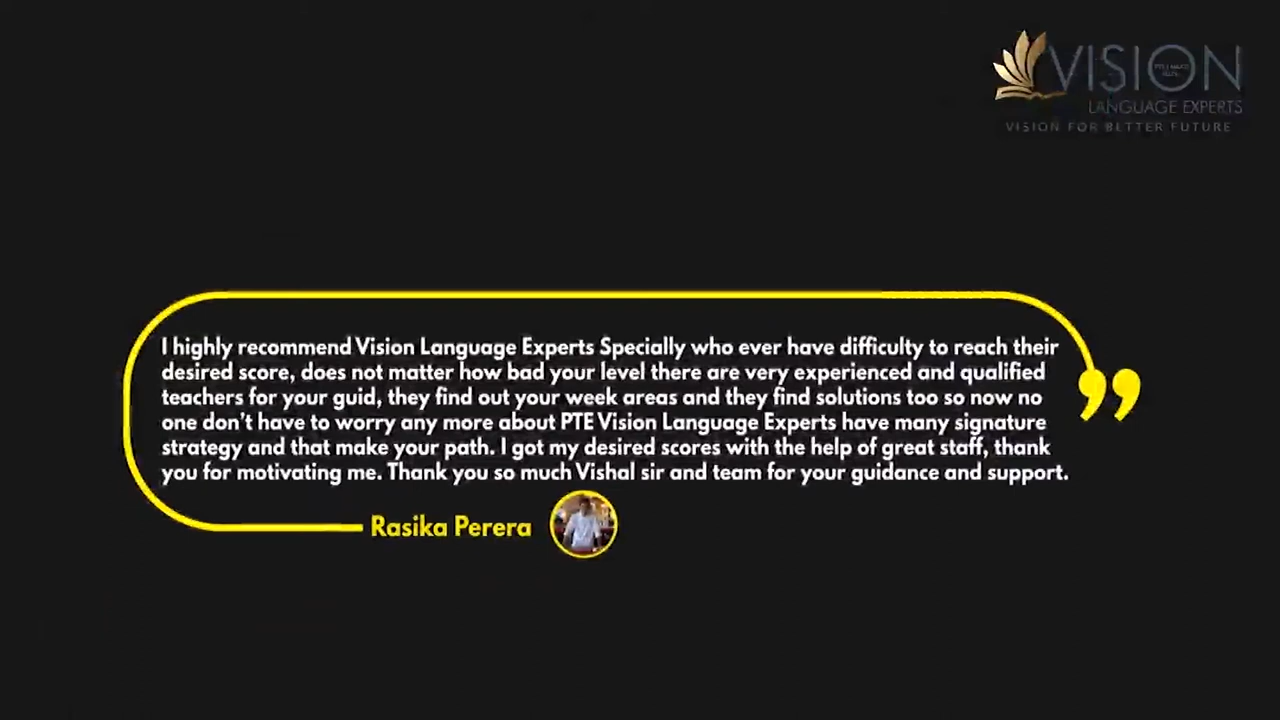 VISION
LANGUAGE EXPERTS
VISION FOR BETTER FUTURE
I highly recommend Vision Language Experts Specially who ever have difficulty to reach their
desired score, does not matter how bad your level there are very experienced and qualified
teachers for your guid, they find out your week areas and they find solutions too so now no
one don't have to worry any more about PTE Vision Language Experts have many signature
strategy and that make your path. I got my desired scores with the help of great staff, thank
you for motivating me. Thank you so much Vishal sir and team for your guidance and support.
Rasika Perera